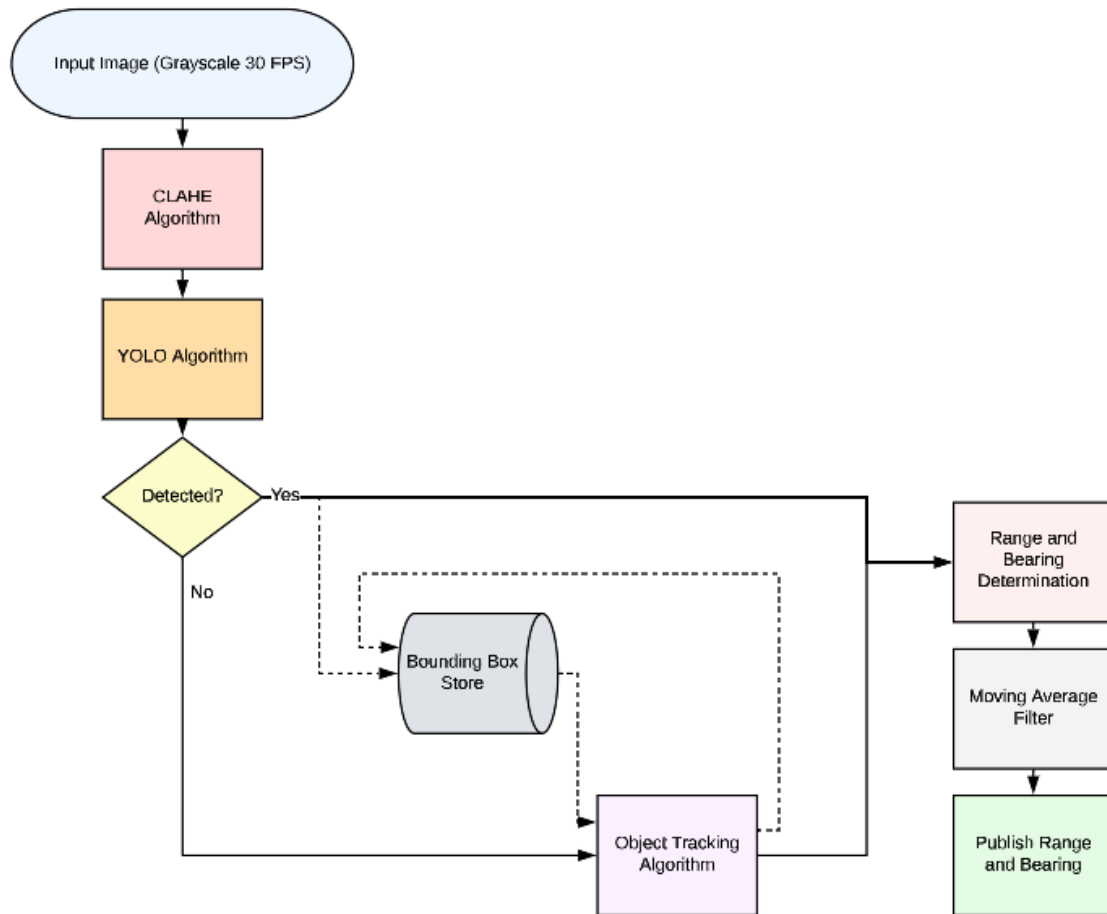 Input Image (Grayscale 30 FPS)
CLAHE
Algorithm
YOLO Algorithm
Detected?
Yes
No
Bounding Box
Store
Object Tracking
Algorithm
Range and
Bearing
Determination
Moving Average
Filter
Publish Range
and Bearing